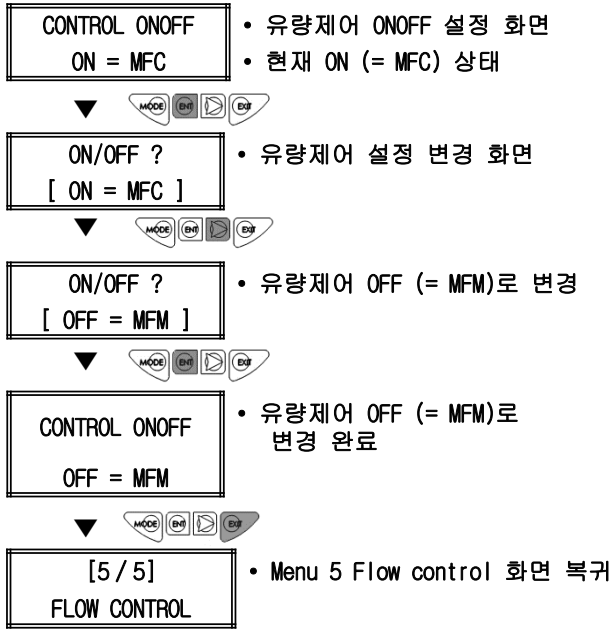 CONTROL ONOFF
ON = MFC
• 유량제어 ONOFF 설정 화면
• 현재 ON (= MFC) 상태
▼ MODE ENT EXIT
ON/OFF ?
[ ON = MFC ]
• 유량제어 설정 변경 화면
▼ MODE ENT EXIT
ON/OFF ?
[ OFF = MFM ]
• 유량제어 OFF (= MFM)로 변경
▼ MODE ENT EXIT
CONTROL ONOFF
OFF = MFM
• 유량제어 OFF (= MFM)로
변경 완료
▼ MODE ENT EXIT
[5/5]
FLOW CONTROL
• Menu 5 Flow control 화면 복귀